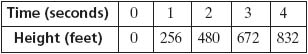 Time (seconds) 0 1 2 3 4
Height (feet) 0 256 480 672 832